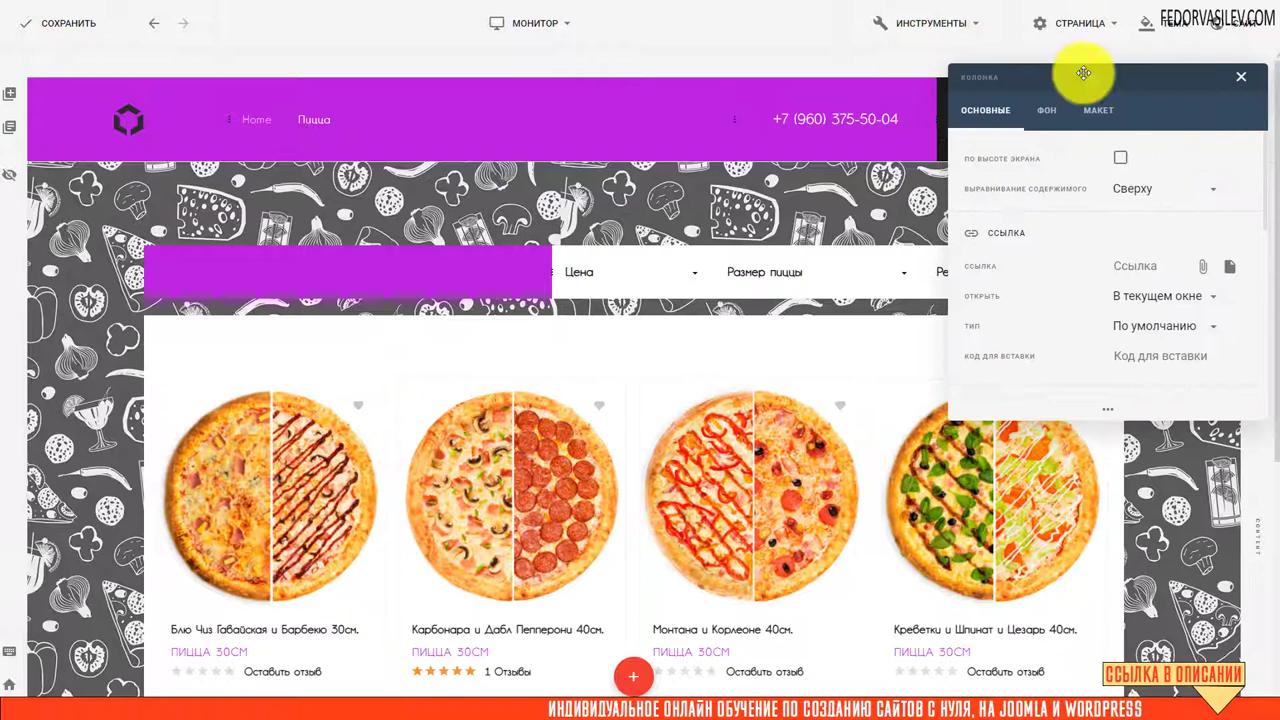 СОХРАНИТЬ
МОНИТОР
ИНСТРУМЕНТЫ
СТРАНИЦА
FEDORVASILEV.COM
КОЛОНКА
ОСНОВНЫЕ
ФОН
МАКЕТ
ПО ВЫСОТЕ ЭКРАНА
ВЫРАВНИВАНИЕ СОДЕРЖИМОГО
Сверху
ССЫЛКА
ССЫЛКА
Ссылка
ОТКРЫТЬ
В текущем окне
ТИП
По умолчанию
КОД ДЛЯ ВСТАВКИ
Код для вставки
Home
Пицца
+7 (960) 375-50-04
Цена
Размер пиццы
Ре
Блю Чиз Гавайская и Барбекю 30см.
ПИЦЦА 30СМ
Оставить отзыв
Карбонара и Дабл Пепперони 40см.
ПИЦЦА 30СМ
1 Отзывы
Монтана и Корлеоне 40см.
ПИЦЦА 30СМ
Оставить отзыв
Креветки и Шпинат и Цезарь 40см.
ПИЦЦА 30СМ
Оставить отзыв
CONTENT
ССЫЛКА В ОПИСАНИИ
ИНДИВИДУАЛЬНОЕ ОНЛАЙН ОБУЧЕНИЕ ПО СОЗДАНИЮ САЙТОВ С НУЛЯ, НА JOOMLA И WORDPRESS